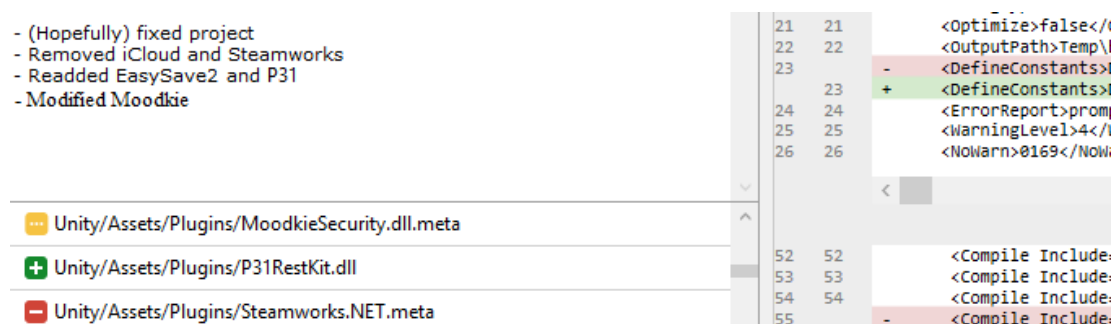 - (Hopefully) fixed project
- Removed iCloud and Steamworks
- Readded EasySave2 and P31
- Modified Moodkie
Unity/Assets/Plugins/MoodkieSecurity.dll.meta
Unity/Assets/Plugins/P31RestKit.dll
Unity/Assets/Plugins/Steamworks.NET.meta
21 21 <Optimize>false</
22 22 <OutputPath>Temp\
23 - <DefineConstants>
23 + <DefineConstants>
24 24 <ErrorReport>prom
25 25 <WarningLevel>4</
26 26 <NoWarn>0169</NoWa
52 52 <Compile Include=
53 53 <Compile Include=
54 54 <Compile Include=
55 - <Compile Include=